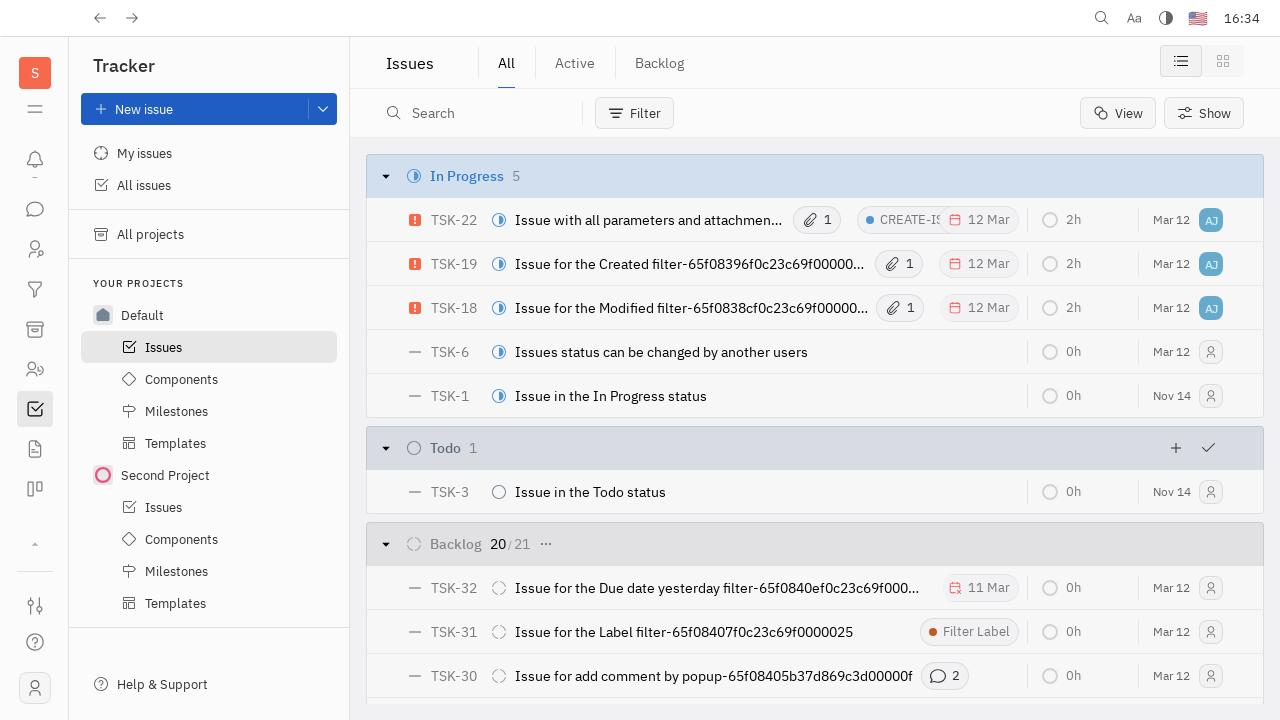 Aa 16:34
S
Tracker
New issue
My issues
All issues
All projects
YOUR PROJECTS
Default
Issues
Components
Milestones
Templates
Second Project
Issues
Components
Milestones
Templates
Help & Support
Issues All Active Backlog
Search Filter View Show
In Progress 5
TSK-22 Issue with all parameters and attachmen... 1 CREATE-IS 12 Mar 2h Mar 12 AJ
TSK-19 Issue for the Created filter-65f08396f0c23c69f00000... 1 12 Mar 2h Mar 12 AJ
TSK-18 Issue for the Modified filter-65f0838cf0c23c69f00000... 1 12 Mar 2h Mar 12 AJ
TSK-6 Issues status can be changed by another users 0h Mar 12
TSK-1 Issue in the In Progress status 0h Nov 14
Todo 1
TSK-3 Issue in the Todo status 0h Nov 14
Backlog 20/21 ...
TSK-32 Issue for the Due date yesterday filter-65f0840ef0c23c69f000... 11 Mar 0h Mar 12
TSK-31 Issue for the Label filter-65f08407f0c23c69f0000025 Filter Label 0h Mar 12
TSK-30 Issue for add comment by popup-65f08405b37d869c3d00000f 2 0h Mar 12